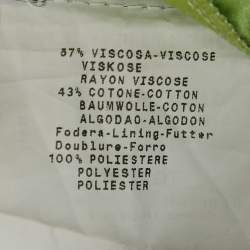 57% VISCOSA-VISCOSE
VISKOSE
RAYON VISCOSE
43% COTONE-COTTON
BAUMWOLLE-COTON
ALGODAO-ALGODON
Fodera-Lining-Futter
Doublure-Forro
100% POLIESTERE
POLYESTER
POLIESTER